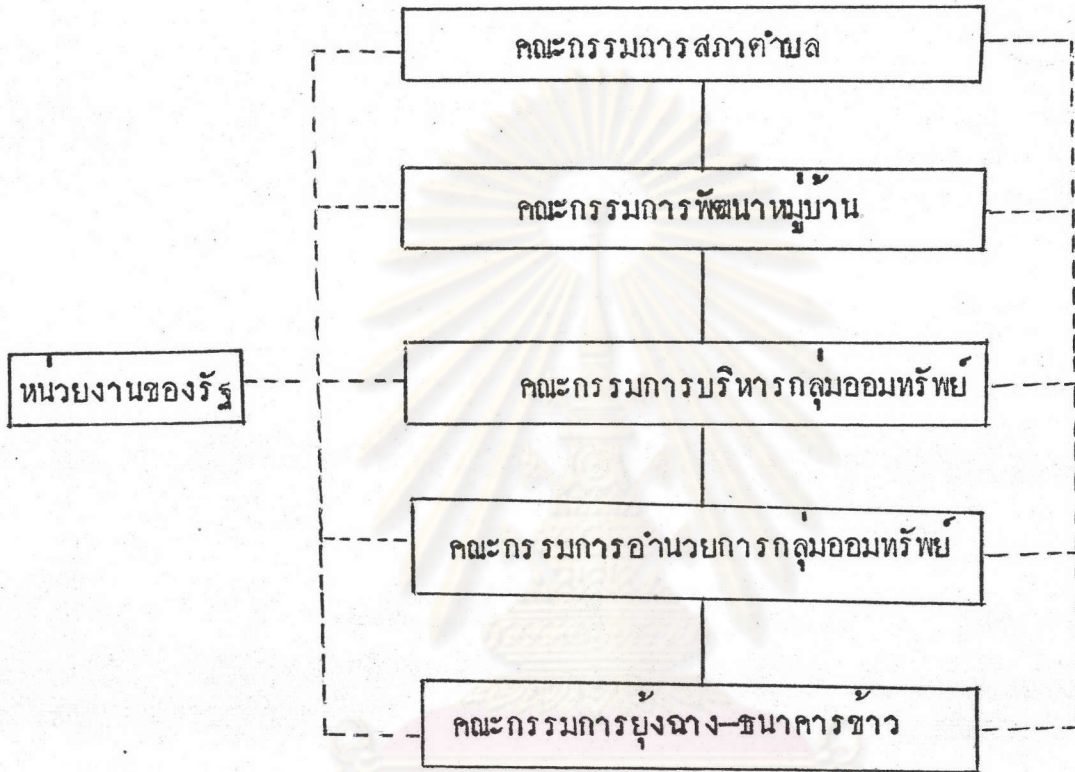 คณะกรรมการสภาตำบล
คณะกรรมการพัฒนาหมู่บ้าน
หน่วยงานของรัฐ
คณะกรรมการบริหารกลุ่มออมทรัพย์
คณะกรรมการอำนวยการกลุ่มออมทรัพย์
คณะกรรมการยุ้งฉาง-ธนาคารข้าว